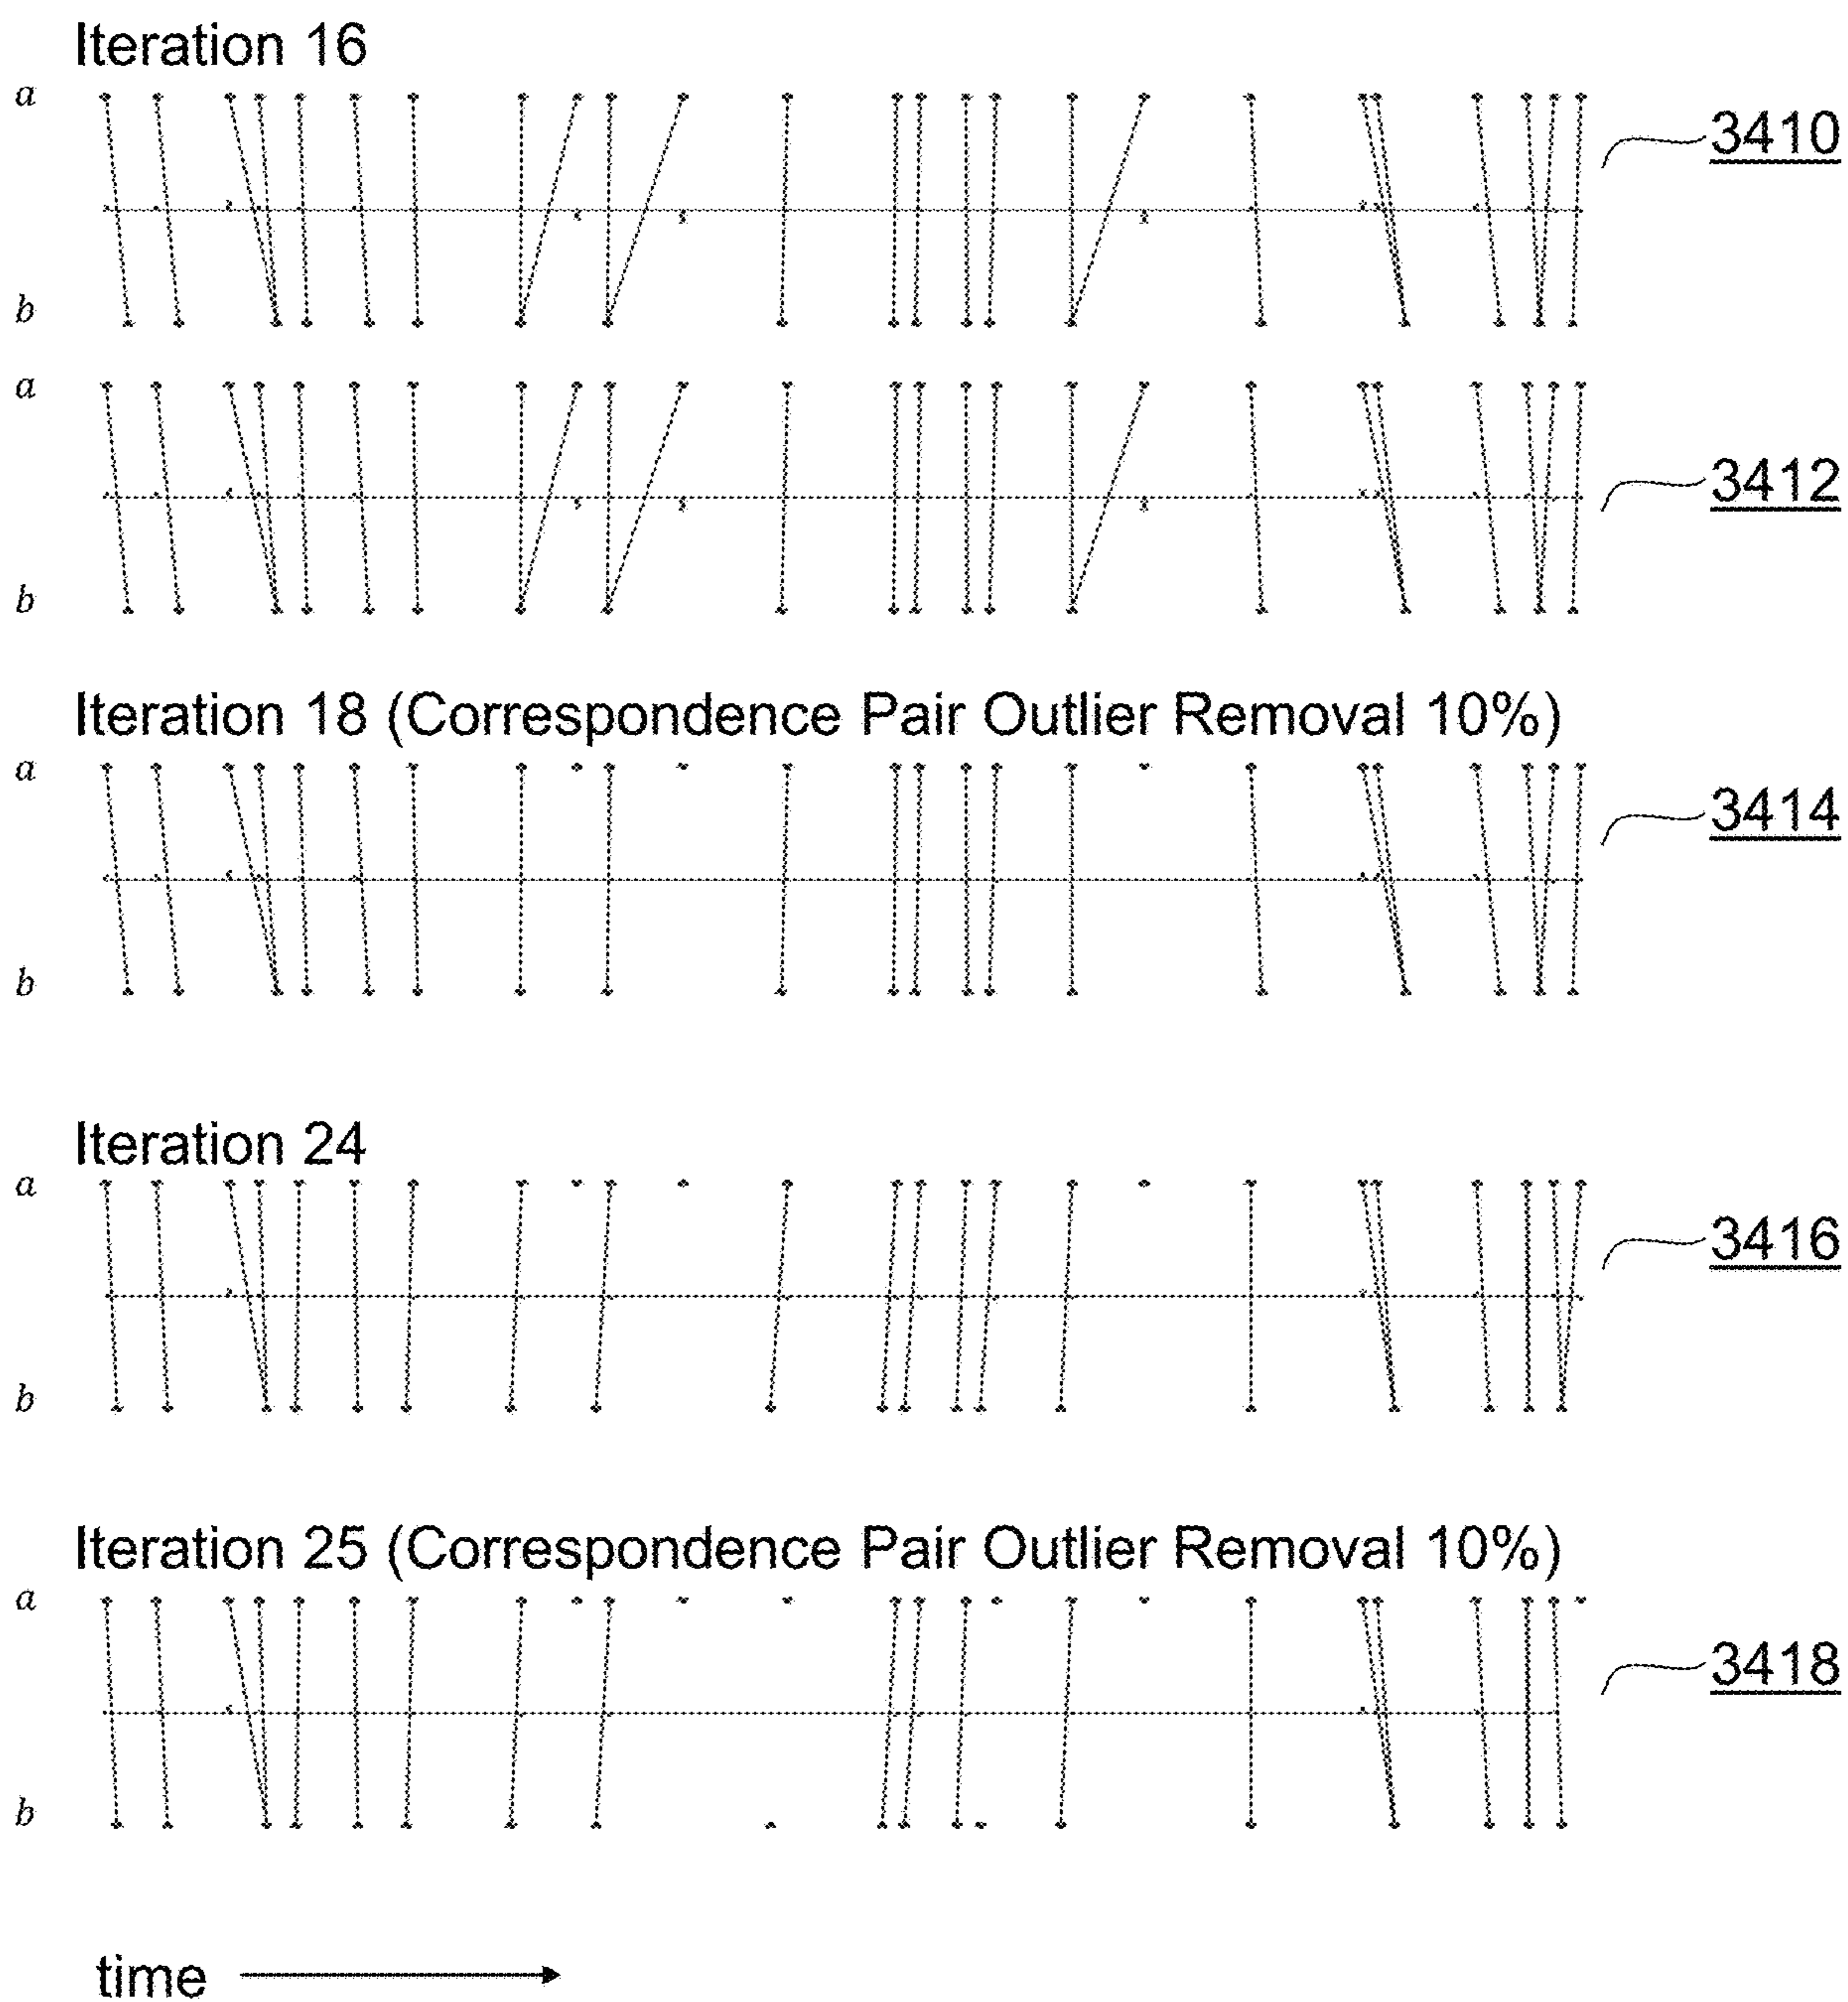 Iteration 16
a
3410
b
a
3412
b
Iteration 18 (Correspondence Pair Outlier Removal 10%)
a
3414
b
Iteration 24
a
3416
b
Iteration 25 (Correspondence Pair Outlier Removal 10%)
a
3418
b
time